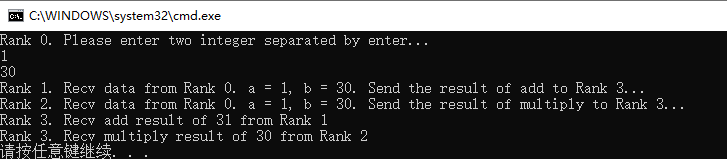 C:\WINDOWS\system32\cmd.exe
Rank 0. Please enter two integer separated by enter...
1
30
Rank 1. Recv data from Rank 0. a = 1, b = 30. Send the result of add to Rank 3...
Rank 2. Recv data from Rank 0. a = 1, b = 30. Send the result of multiply to Rank 3...
Rank 3. Recv add result of 31 from Rank 1
Rank 3. Recv multiply result of 30 from Rank 2
请按任意键继续. . .